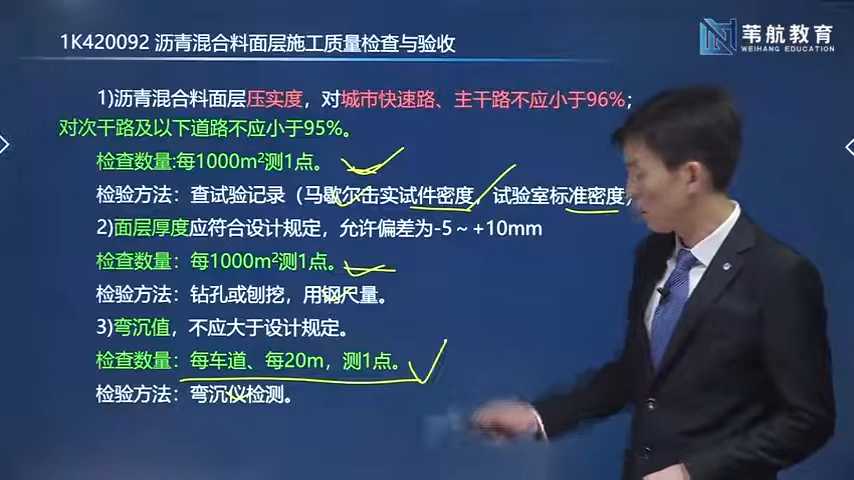 1K420092 沥青混合料面层施工质量检查与验收
苇航教育
WEIHANG EDUCATION
1)沥青混合料面层压实度，对城市快速路、主干路不应小于96%；
对次干路及以下道路不应小于95%。
检查数量:每1000m²测1点。
检验方法：查试验记录（马歇尔击实试件密度，试验室标准密度）
2)面层厚度应符合设计规定，允许偏差为-5～+10mm
检查数量：每1000m²测1点。
检验方法：钻孔或刨挖，用钢尺量。
3)弯沉值，不应大于设计规定。
检查数量：每车道、每20m，测1点。
检验方法：弯沉仪检测。